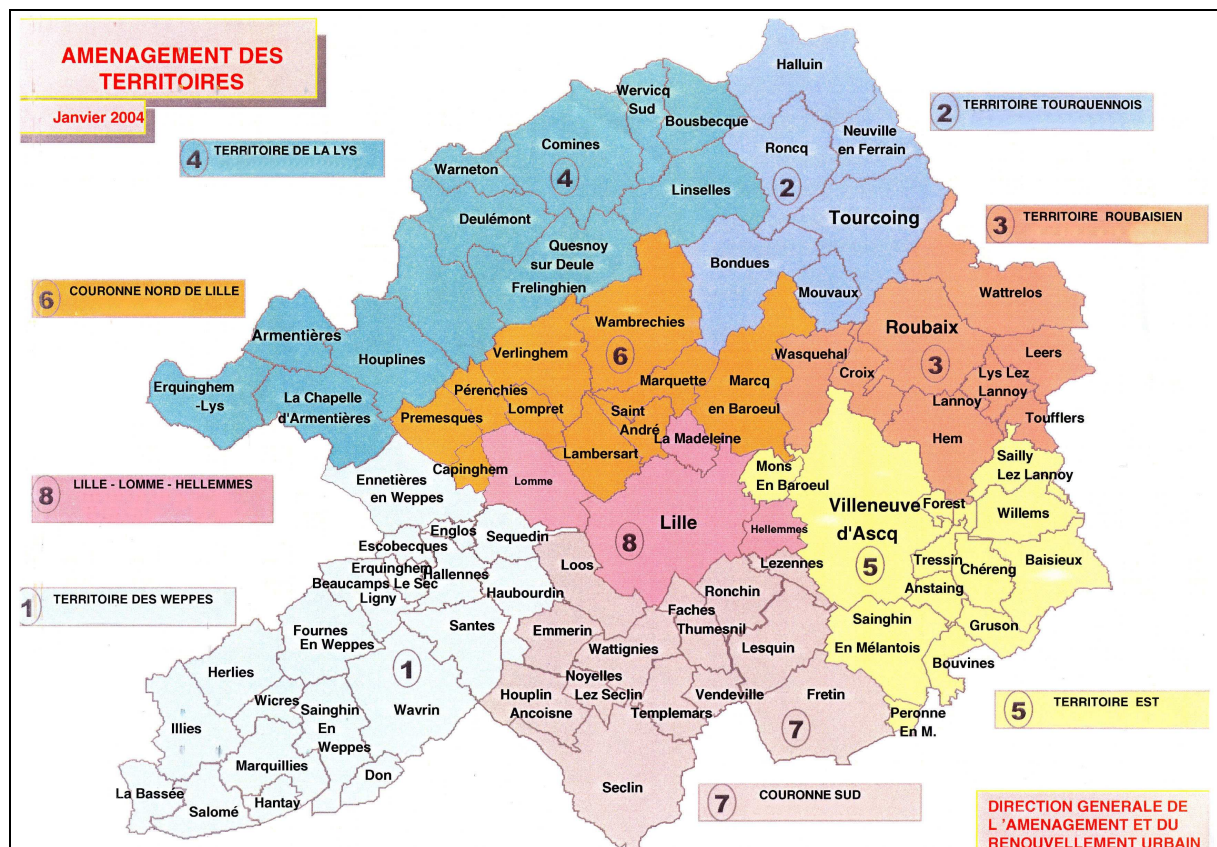 AMENAGEMENT DES
TERRITOIRES
Janvier 2004
4 TERRITOIRE DE LA LYS
2 TERRITOIRE TOURQUENNOIS
3 TERRITOIRE ROUBAISIEN
6 COURONNE NORD DE LILLE
8 LILLE - LOMME - HELLEMMES
1 TERRITOIRE DES WEPPES
5 TERRITOIRE EST
7 COURONNE SUD
Halluin
Wervicq
Sud
Bousbecque
Neuville
en Ferrain
Comines
4
Roncq
2
Warneton
Linselles
Deulémont
Tourcoing
Quesnoy
sur Deule
Frelinghien
Bondues
Mouvaux
Wattrelos
Armentières
Houplines
Wambrechies
6
Verlinghem
Roubaix
3
Wasquehal
Croix
Leers
Lys Lez
Lannoy
Lannoy
Toufflers
Hem
Erquinghem
-Lys
La Chapelle
d'Armentières
Pérenchies
Premesques
Lompret
Marquette
Marcq
en Baroeul
Saint
André
La Madeleine
Lambersart
Capinghem
Lomme
Ennetières
en Weppes
Mons
En Baroeul
Sailly
Lez Lannoy
Villeneuve
d'Ascq
5
Forest
Willems
Lille
8
Hellemmes
Englos
Sequedin
Escobecques
Erquinghem
Le Sec
Beaucamps
Ligny
Hallennes
Haubourdin
Loos
Lezennes
Tressin
Chéreng
Baisieux
Anstaing
Gruson
Ronchin
Faches
Thumesnil
Sainghin
En Mélantois
Bouvines
Fournes
En Weppes
Santes
Emmerin
Wattignies
Lesquin
1
Herlies
Wicres
Wavrin
Sainghin
En
Weppes
Houplin
Ancoisne
Noyelles
Lez Seclin
Templemars
Vendeville
Fretin
7
Peronne
En M.
Illies
Marquillies
Don
La Bassée
Salomé
Hantay
Seclin
DIRECTION GENERALE DE
L 'AMENAGEMENT ET DU
RENOUVELLEMENT URBAIN